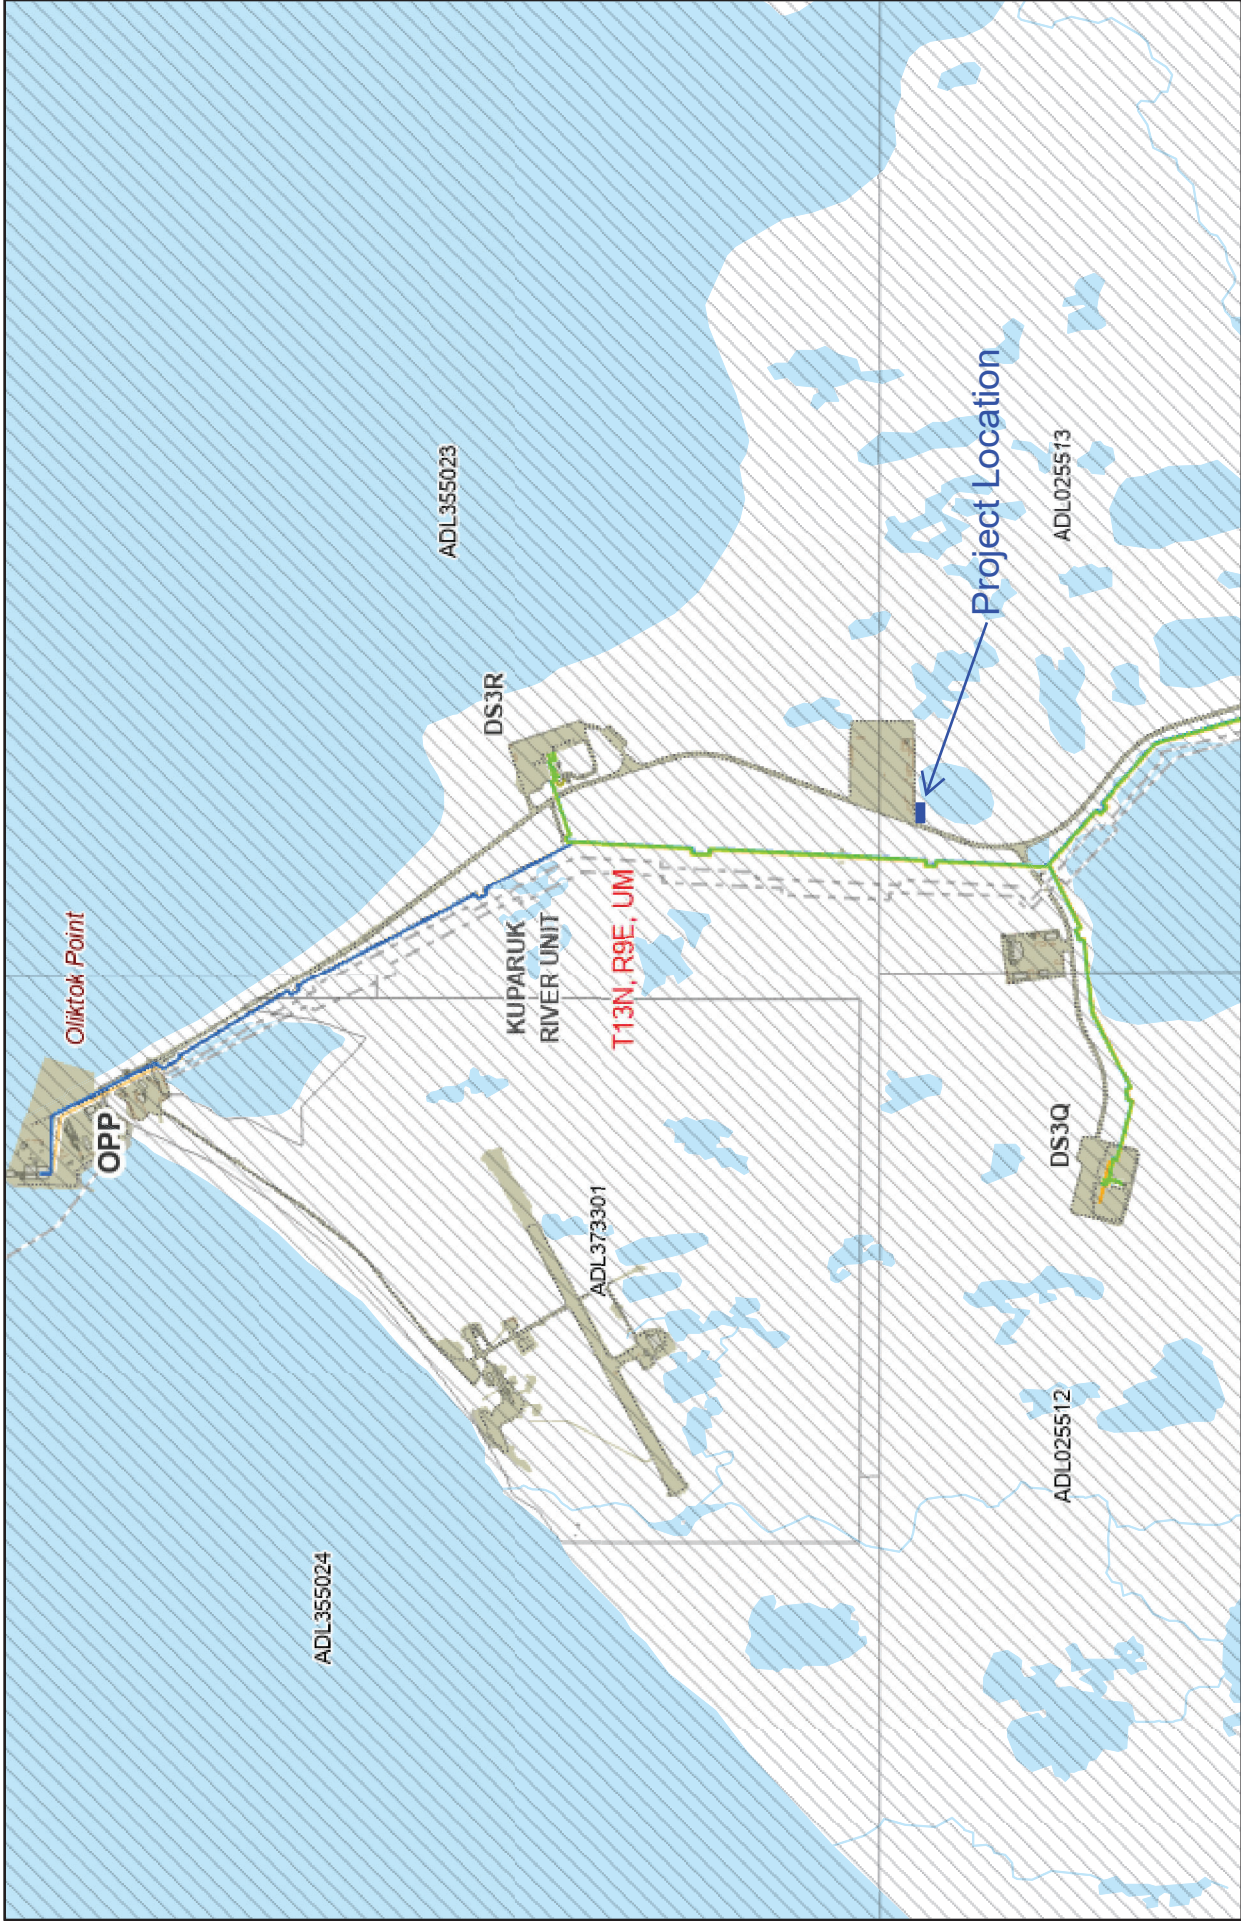 Oliktok Point
OPP
ADL355023
DS3R
KUPARUK
RIVER UNIT
T13N, R9E, UM
Project Location
ADL025513
ADL373301
DS3Q
ADL355024
ADL025512